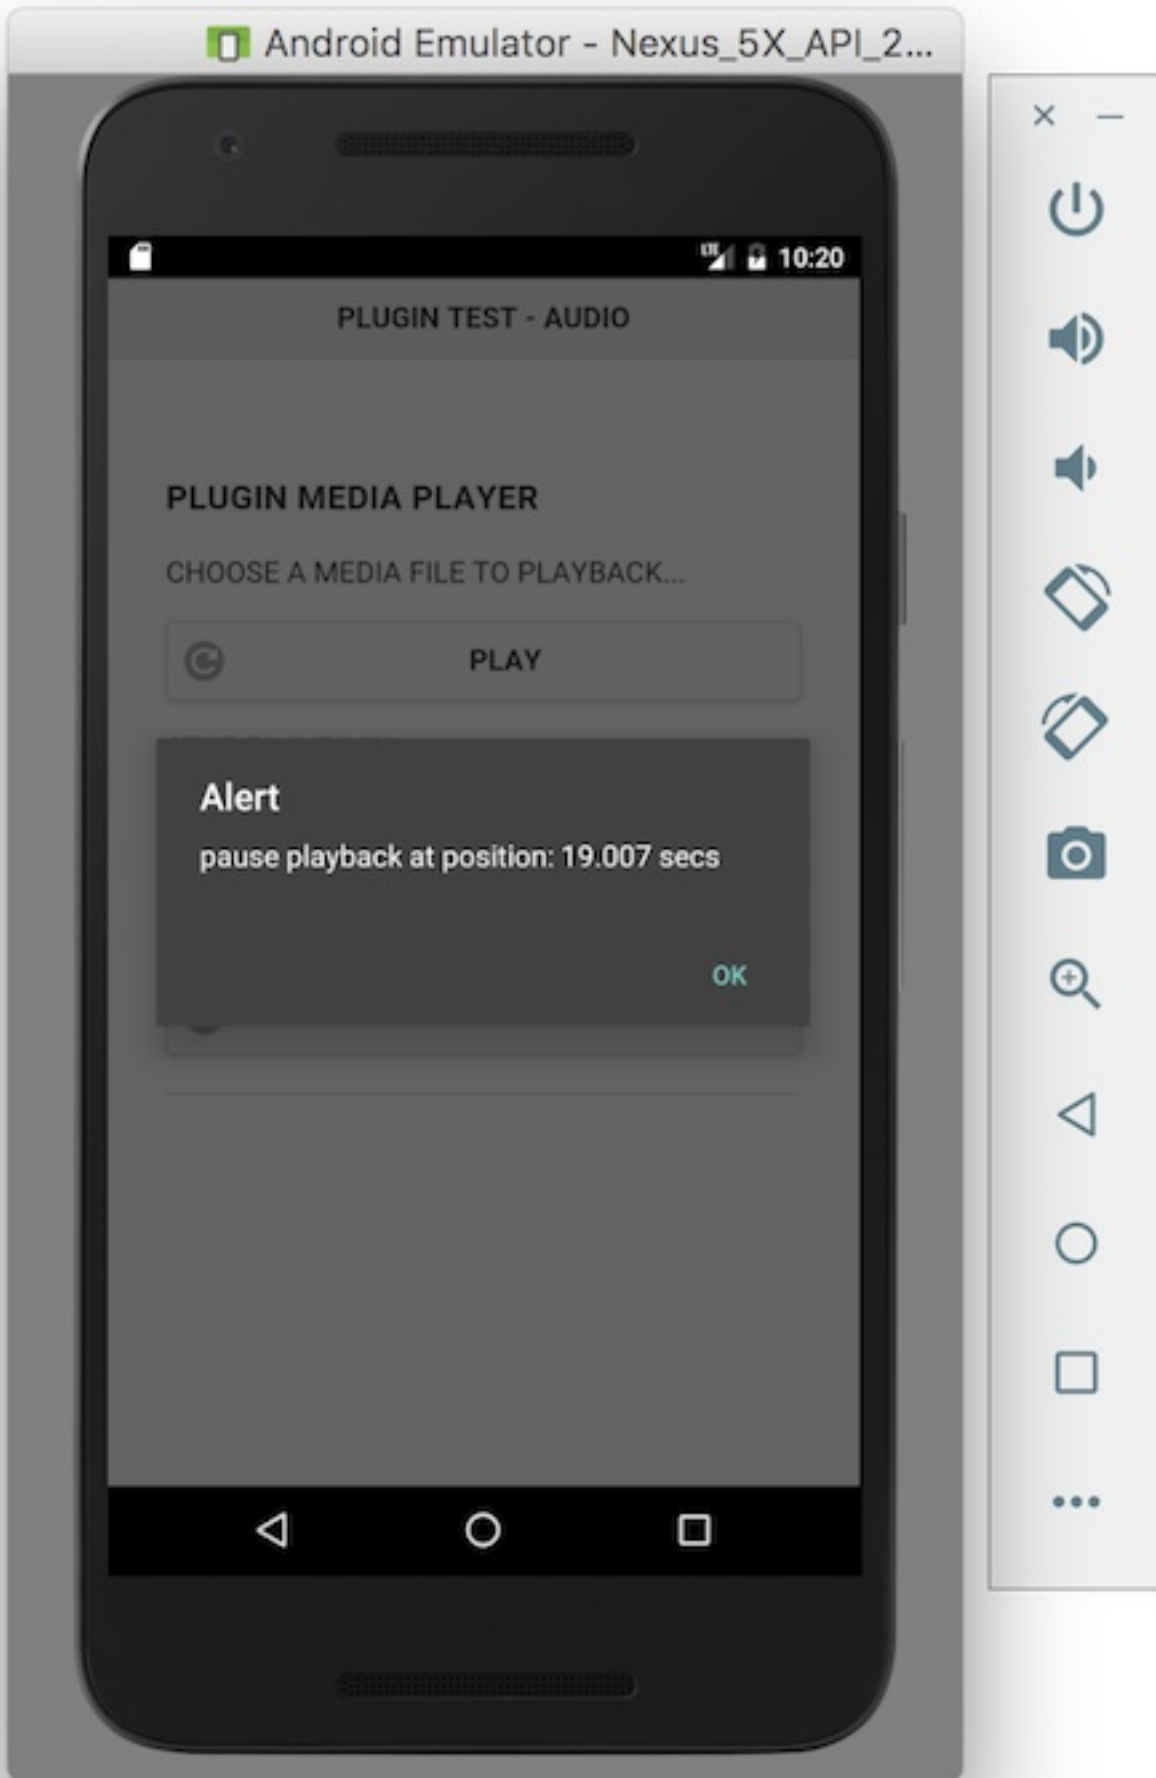 Android Emulator - Nexus_5X_API_2...
LTE 10:20
PLUGIN TEST - AUDIO
PLUGIN MEDIA PLAYER
CHOOSE A MEDIA FILE TO PLAYBACK...
PLAY
Alert
pause playback at position: 19.007 secs
OK